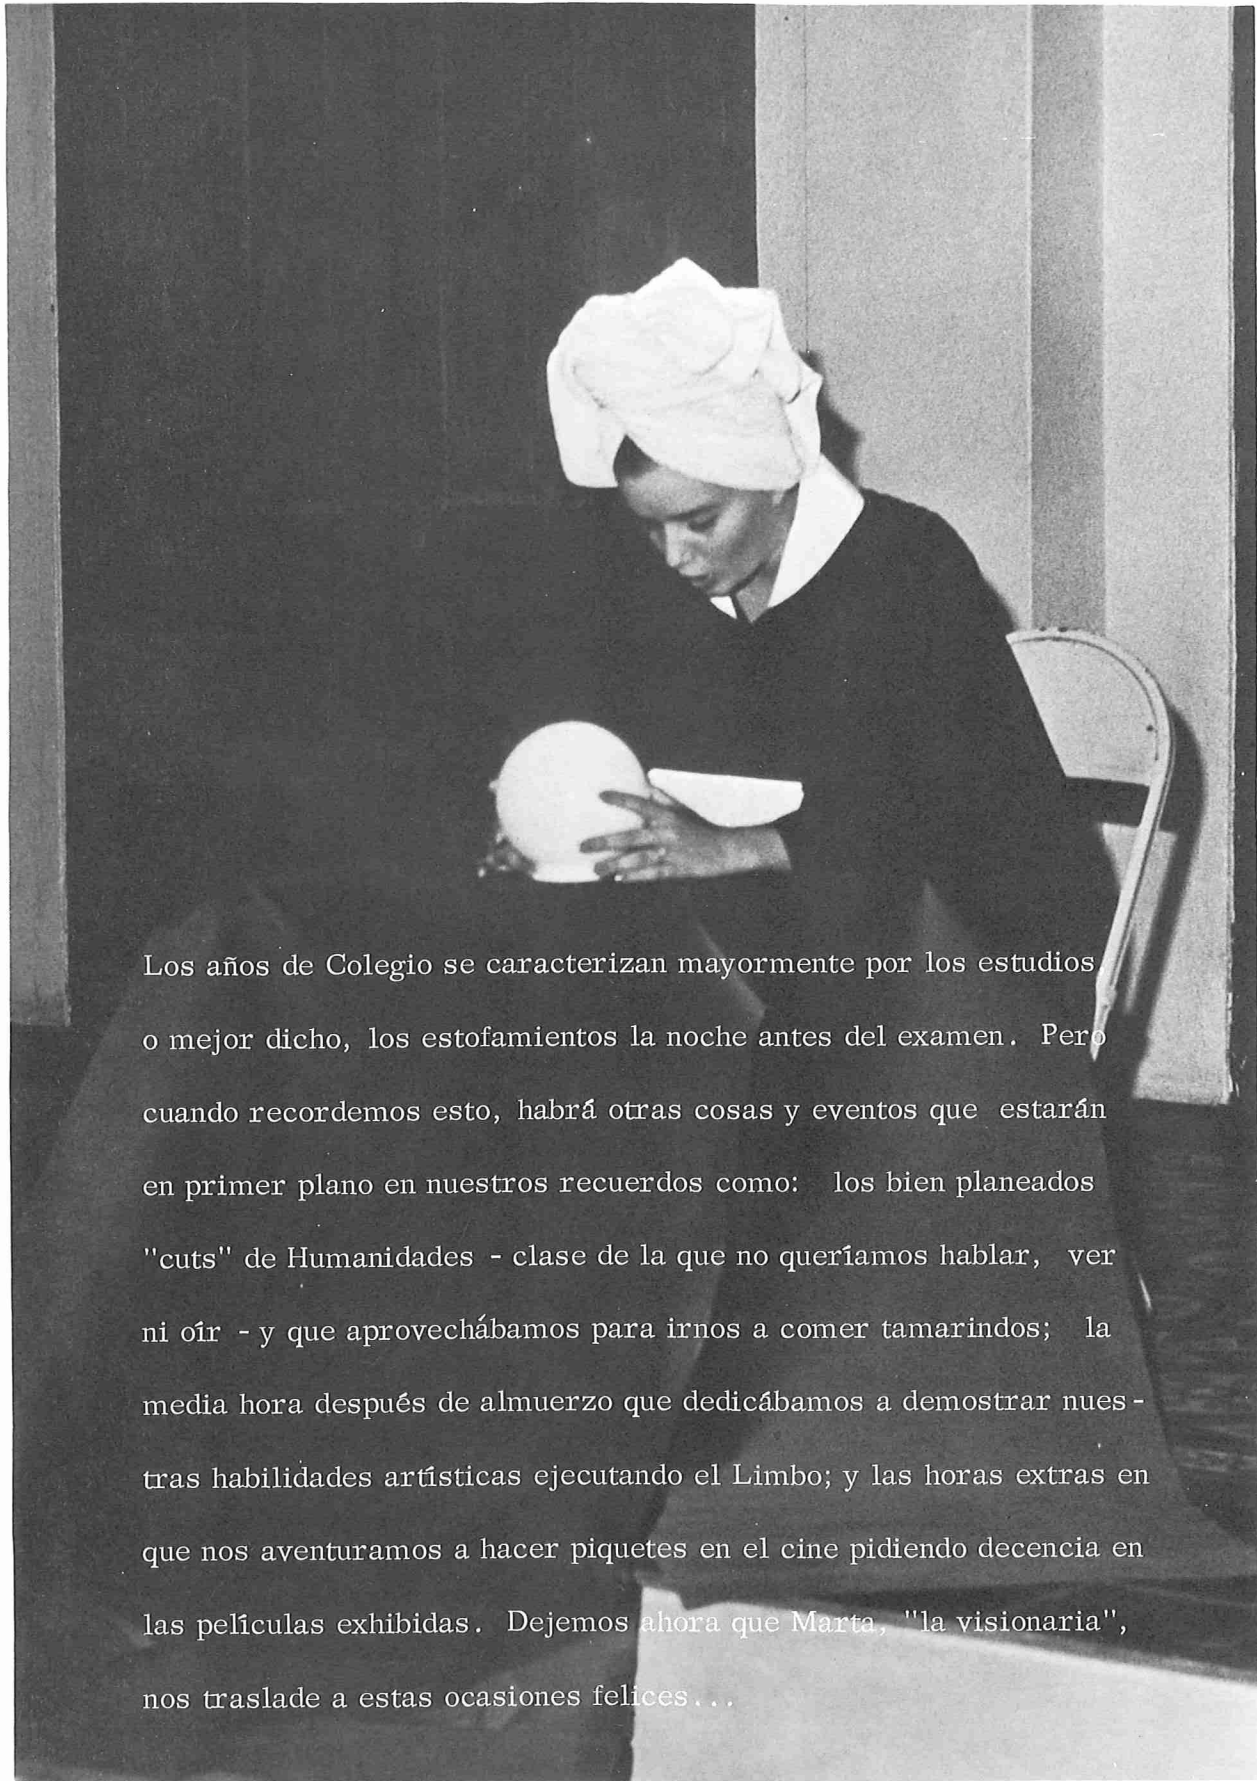 Los años de Colegio se caracterizan mayormente por los estudios,
o mejor dicho, los estofamientos la noche antes del examen. Pero
cuando recordemos esto, habrá otras cosas y eventos que estarán
en primer plano en nuestros recuerdos como: los bien planeados
"cuts" de Humanidades - clase de la que no queríamos hablar, ver
ni oír - y que aprovechábamos para irnos a comer tamarindos; la
media hora después de almuerzo que dedicábamos a demostrar nues-
tras habilidades artísticas ejecutando el Limbo; y las horas extras en
que nos aventuramos a hacer piquetes en el cine pidiendo decencia en
las películas exhibidas. Dejemos ahora que Marta, "la visionaria",
nos traslade a estas ocasiones felices...